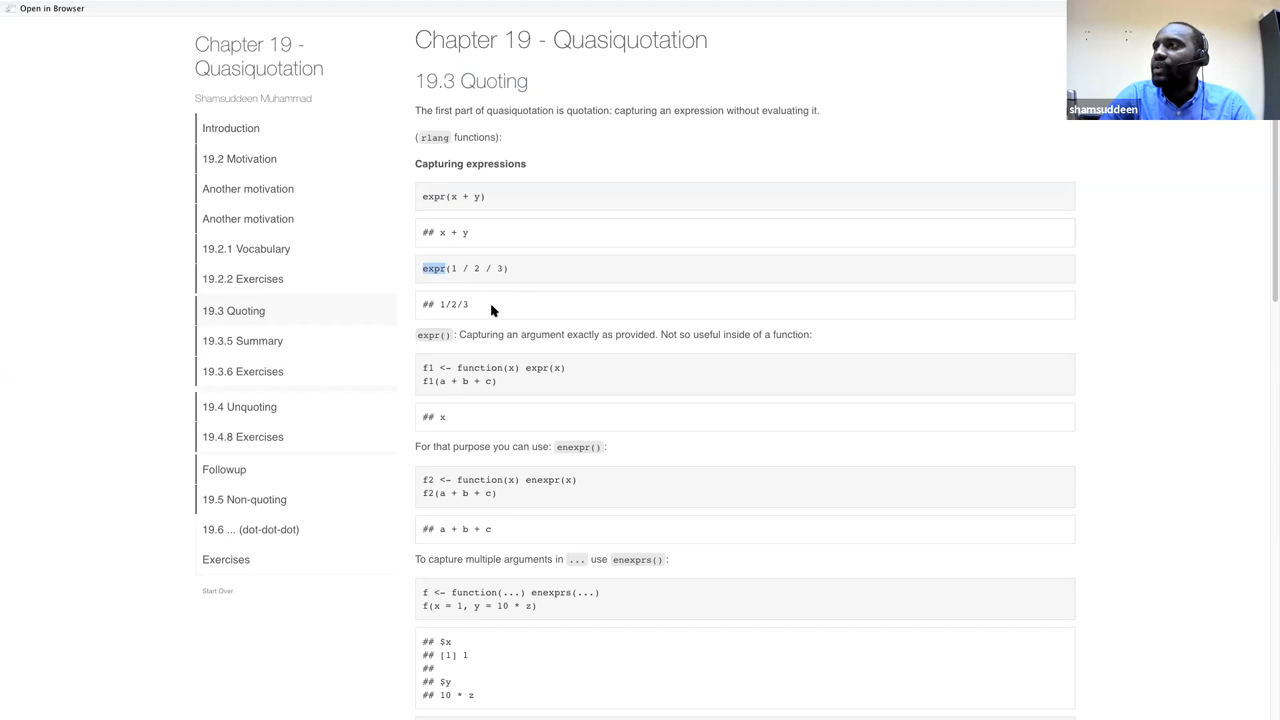 Open in Browser
Chapter 19 -
Quasiquotation
Shamsuddeen Muhammad
Introduction
19.2 Motivation
Another motivation
Another motivation
19.2.1 Vocabulary
19.2.2 Exercises
19.3 Quoting
19.3.5 Summary
19.3.6 Exercises
19.4 Unquoting
19.4.8 Exercises
Followup
19.5 Non-quoting
19.6 ... (dot-dot-dot)
Exercises
Start Over
Chapter 19 - Quasiquotation
19.3 Quoting
The first part of quasiquotation is quotation: capturing an expression without evaluating it.
(rlang functions):
Capturing expressions
expr(x + y)
## x + y
expr(1 / 2 / 3)
## 1/2/3
expr() : Capturing an argument exactly as provided. Not so useful inside of a function:
f1 <- function(x) expr(x)
f1(a + b + c)
## x
For that purpose you can use: enexpr() :
f2 <- function(x) enexpr(x)
f2(a + b + c)
## a + b + c
To capture multiple arguments in ... use enexprs() :
f <- function(...) enexprs(...)
f(x = 1, y = 10 * z)
## $x
## [1] 1
##
## $y
## 10 * z
shamsuddeen